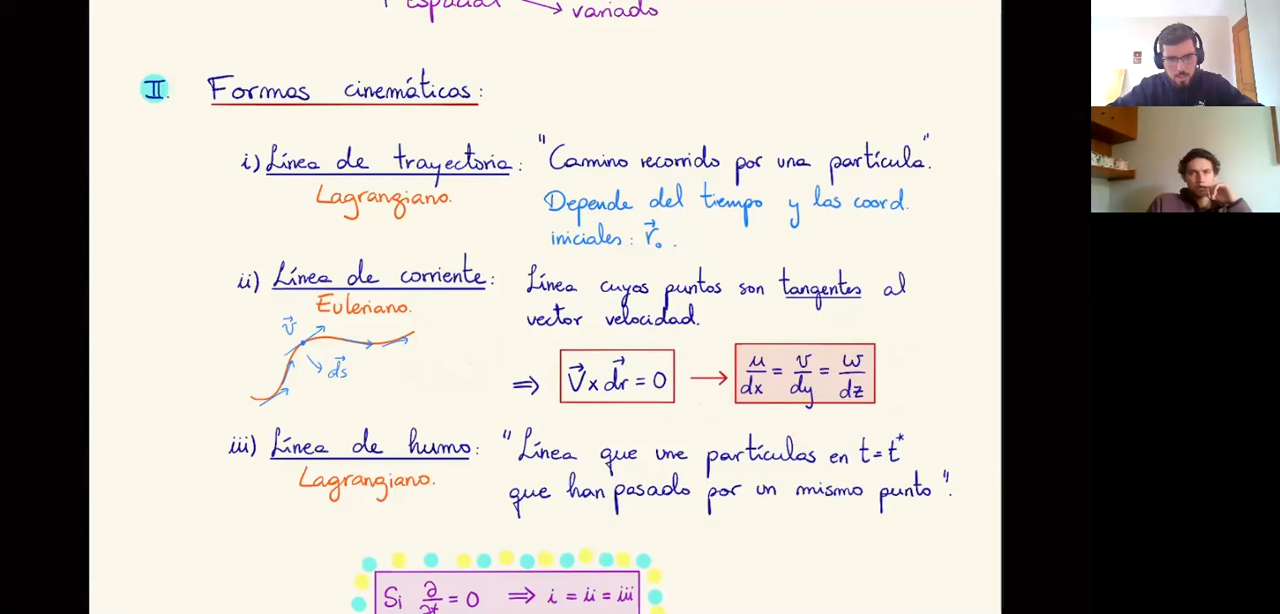 espacial → variado
II. Formas cinemáticas:
i) Línea de trayectoria: "Camino recorrido por una partícula".
Lagrangiano. Depende del tiempo y las coord.
iniciales: r⃗₀.
ii) Línea de corriente: Línea cuyos puntos son tangentes al
Euleriano. vector velocidad.
v⃗
ds⃗
⇒ V⃗ x dr⃗ = 0 → u/dx = v/dy = w/dz
iii) Línea de humo: "Línea que une partículas en t = t*
Lagrangiano. que han pasado por un mismo punto".
Si ∂/∂t = 0 ⇒ i = ii = iii